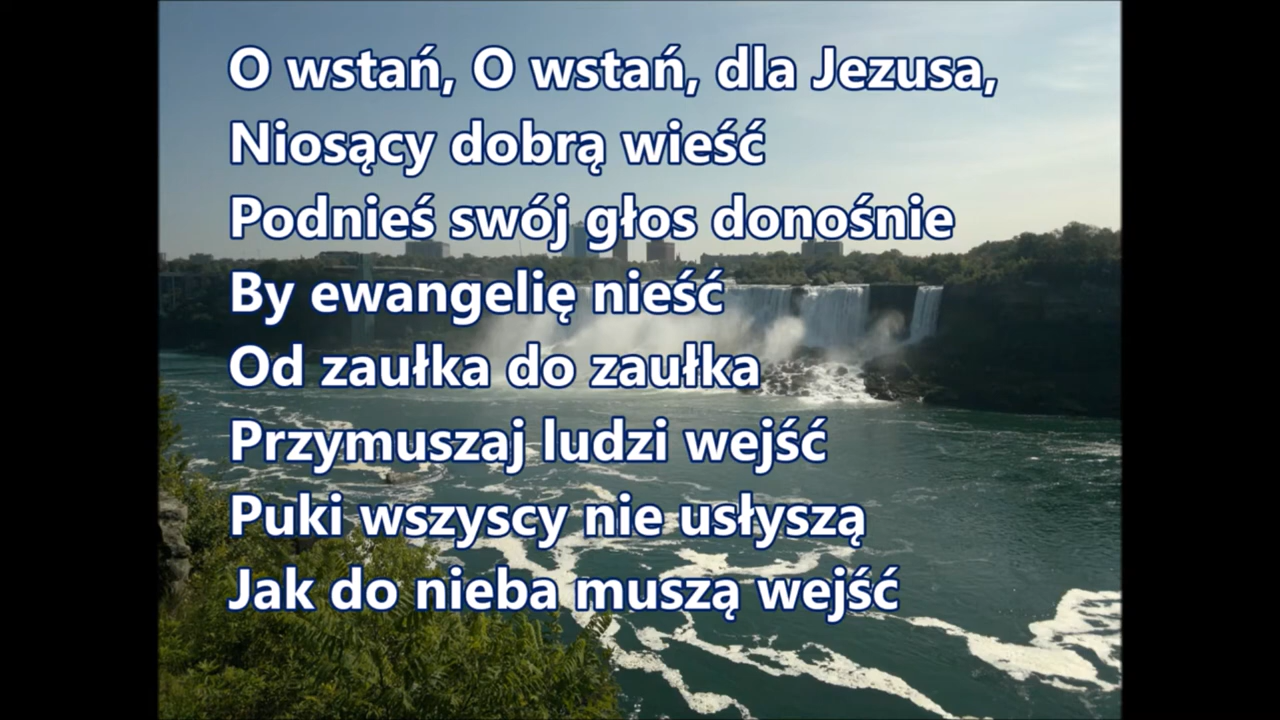 O wstań, O wstań, dla Jezusa,
Niosący dobrą wieść
Podnieś swój głos donośnie
By ewangelię nieść
Od zaułka do zaułka
Przymuszaj ludzi wejść
Puki wszyscy nie usłyszą
Jak do nieba muszą wejść